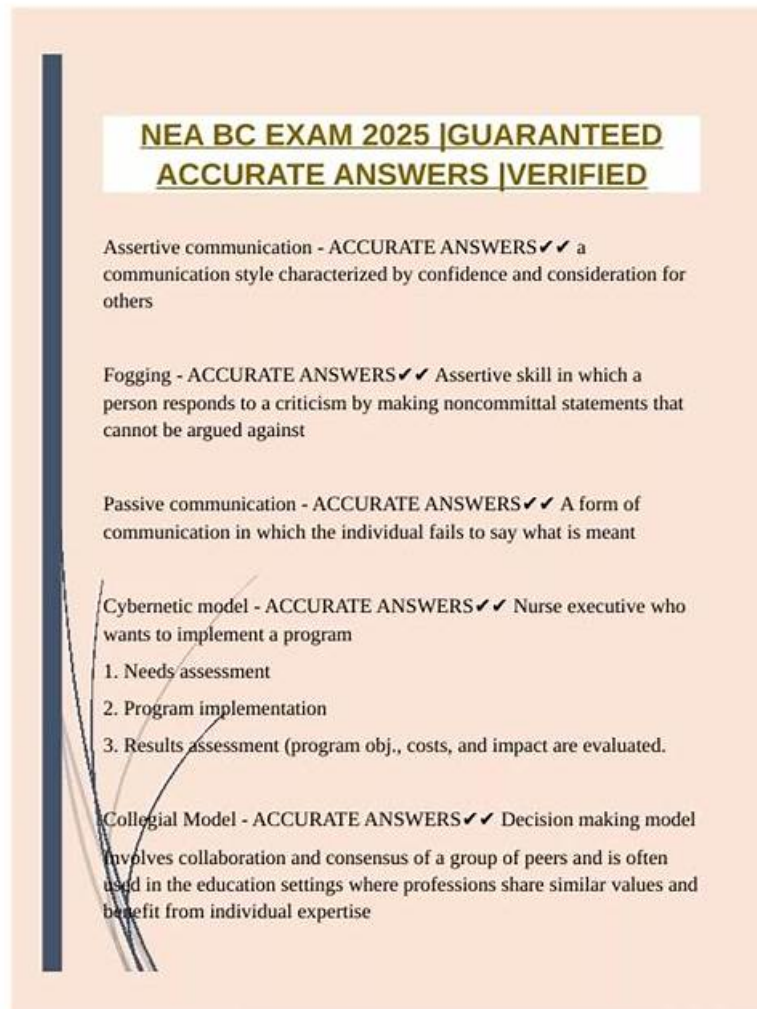 NEA BC EXAM 2025 |GUARANTEED
ACCURATE ANSWERS |VERIFIED
Assertive communication - ACCURATE ANSWERS✔✔ a
communication style characterized by confidence and consideration for
others
Fogging - ACCURATE ANSWERS✔✔ Assertive skill in which a
person responds to a criticism by making noncommittal statements that
cannot be argued against
Passive communication - ACCURATE ANSWERS✔✔ A form of
communication in which the individual fails to say what is meant
Cybernetic model - ACCURATE ANSWERS✔✔ Nurse executive who
wants to implement a program
1. Needs assessment
2. Program implementation
3. Results assessment (program obj., costs, and impact are evaluated.
Collegial Model - ACCURATE ANSWERS✔✔ Decision making model
involves collaboration and consensus of a group of peers and is often
used in the education settings where professions share similar values and
benefit from individual expertise